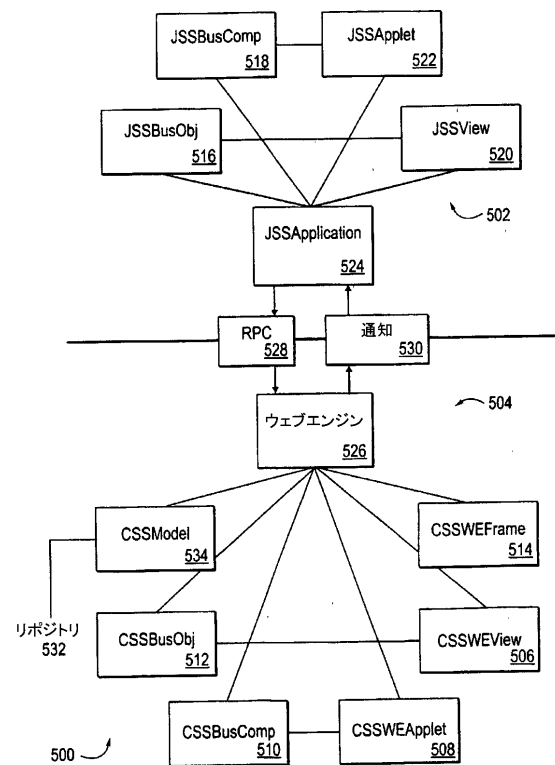 JSSBusComp
518
JSSApplet
522
JSSBusObj
516
JSSView
520
502
JSSApplication
524
RPC
528
通知
530
504
ウェブエンジン
526
CSSModel
534
CSSWEFrame
514
リポジトリ
532
CSSBusObj
512
CSSWEView
506
CSSBusComp
510
CSSWEApplet
508
500